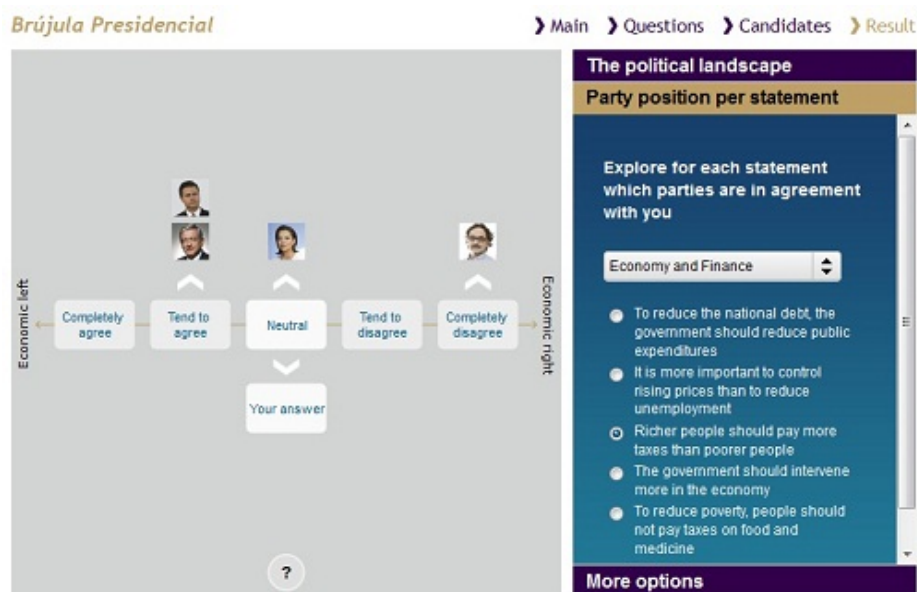 Brújula Presidencial
❯ Main ❯ Questions ❯ Candidates ❯ Result
The political landscape
Party position per statement
Explore for each statement
which parties are in agreement
with you
Economy and Finance
To reduce the national debt, the
government should reduce public
expenditures
It is more important to control
rising prices than to reduce
unemployment
Richer people should pay more
taxes than poorer people
The government should intervene
more in the economy
To reduce poverty, people should
not pay taxes on food and
medicine
More options
Economic left
Completely
agree
Tend to
agree
Neutral
Tend to
disagree
Completely
disagree
Economic right
Your answer
?